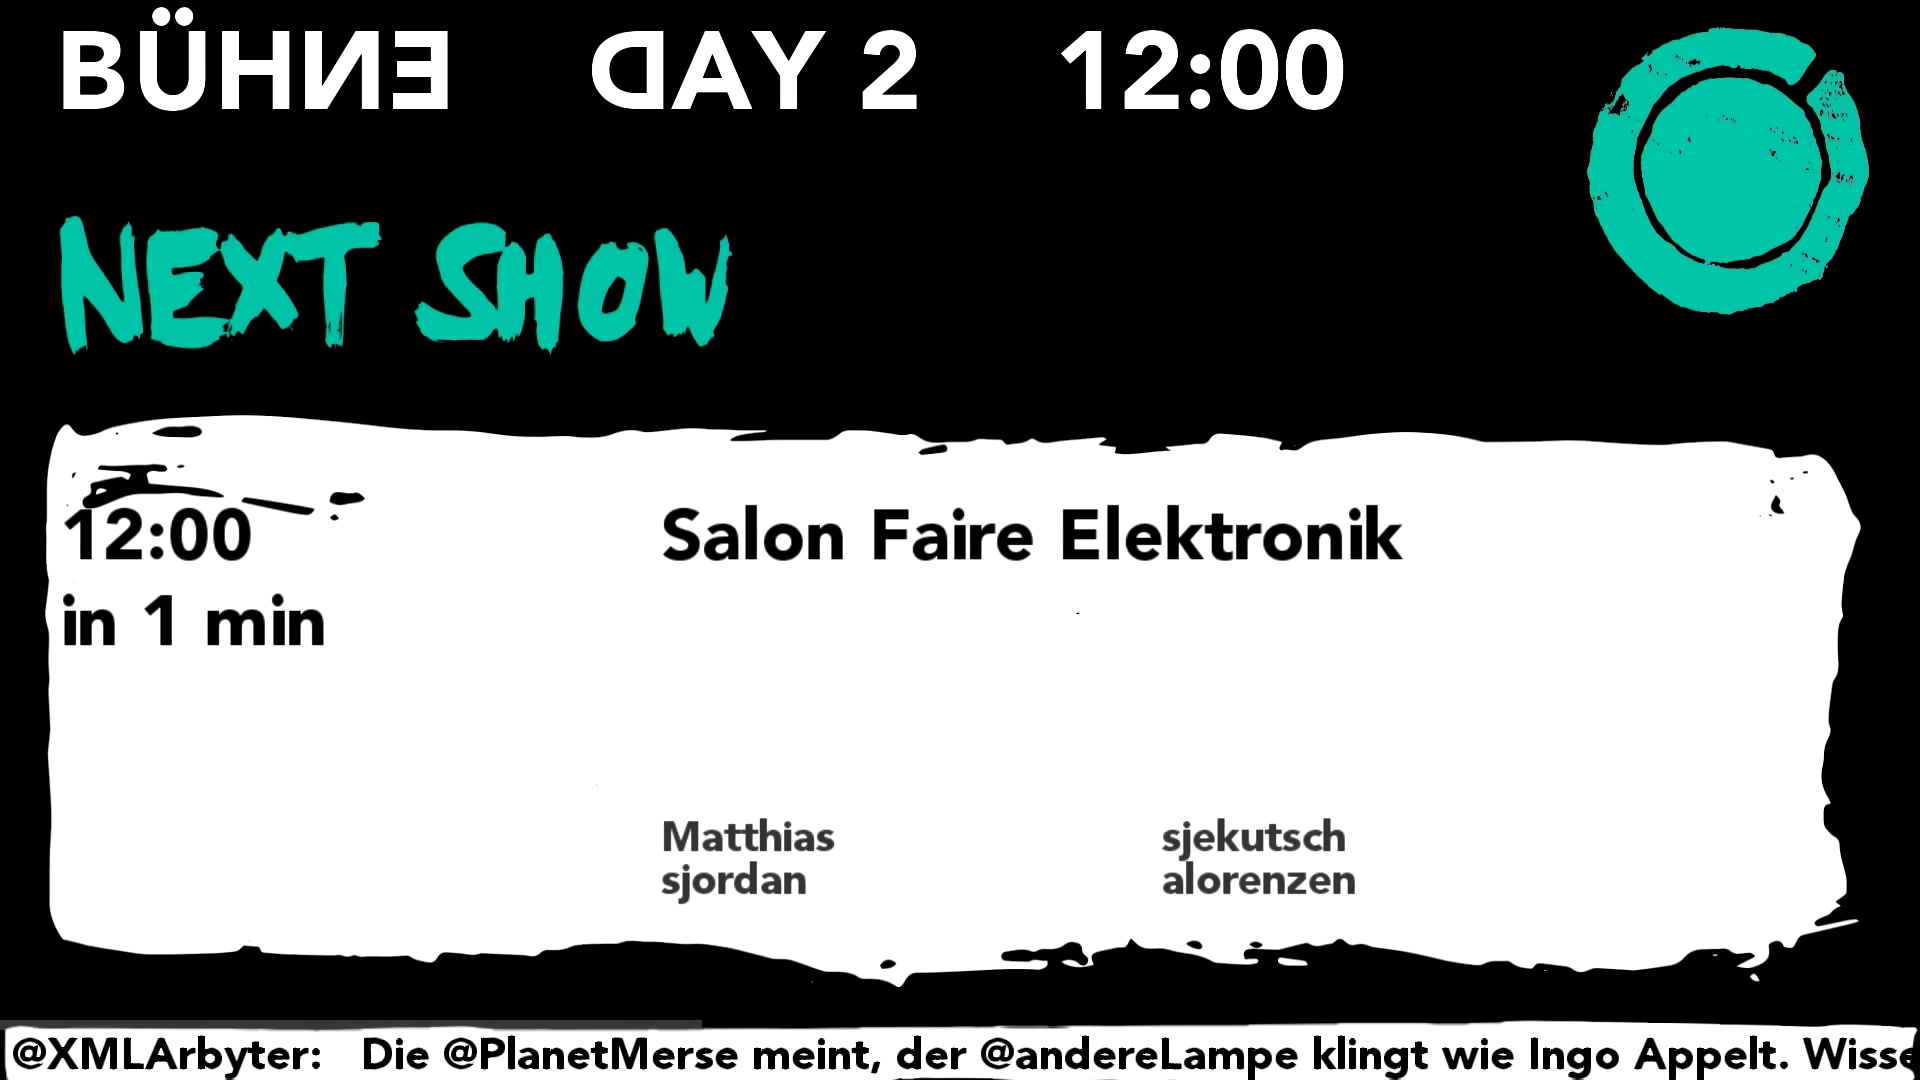 BÜHNE DAY 2 12:00
NEXT SHOW
12:00 Salon Faire Elektronik
in 1 min
Matthias sjekutsch
sjordan alorenzen
@XMLArbyter: Die @PlanetMerse meint, der @andereLampe klingt wie Ingo Appelt. Wisse